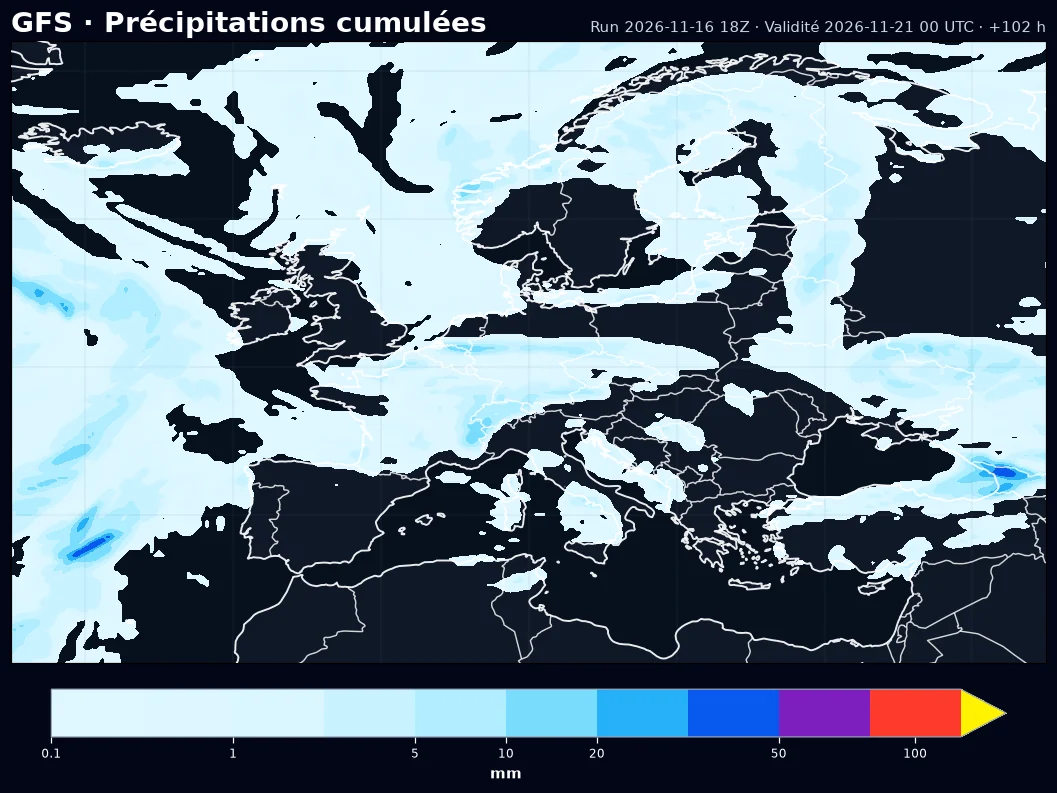 GFS · Précipitations cumulées
Run 2026-11-16 18Z · Validité 2026-11-21 00 UTC · +102 h
0.1 1 5 10 20 50 100
mm